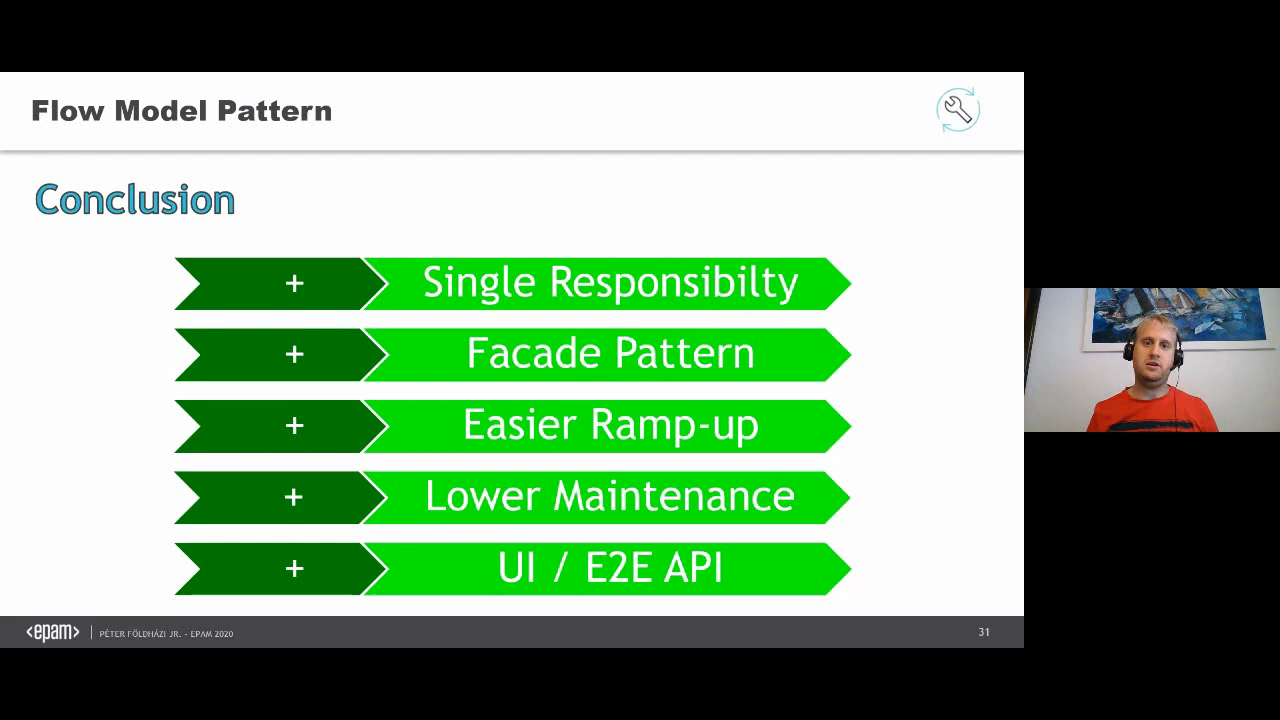 Flow Model Pattern
Conclusion
+ Single Responsibilty
+ Facade Pattern
+ Easier Ramp-up
+ Lower Maintenance
+ UI / E2E API
<epam> | PÉTER FÖLDHÁZI JR. - EPAM 2020 31